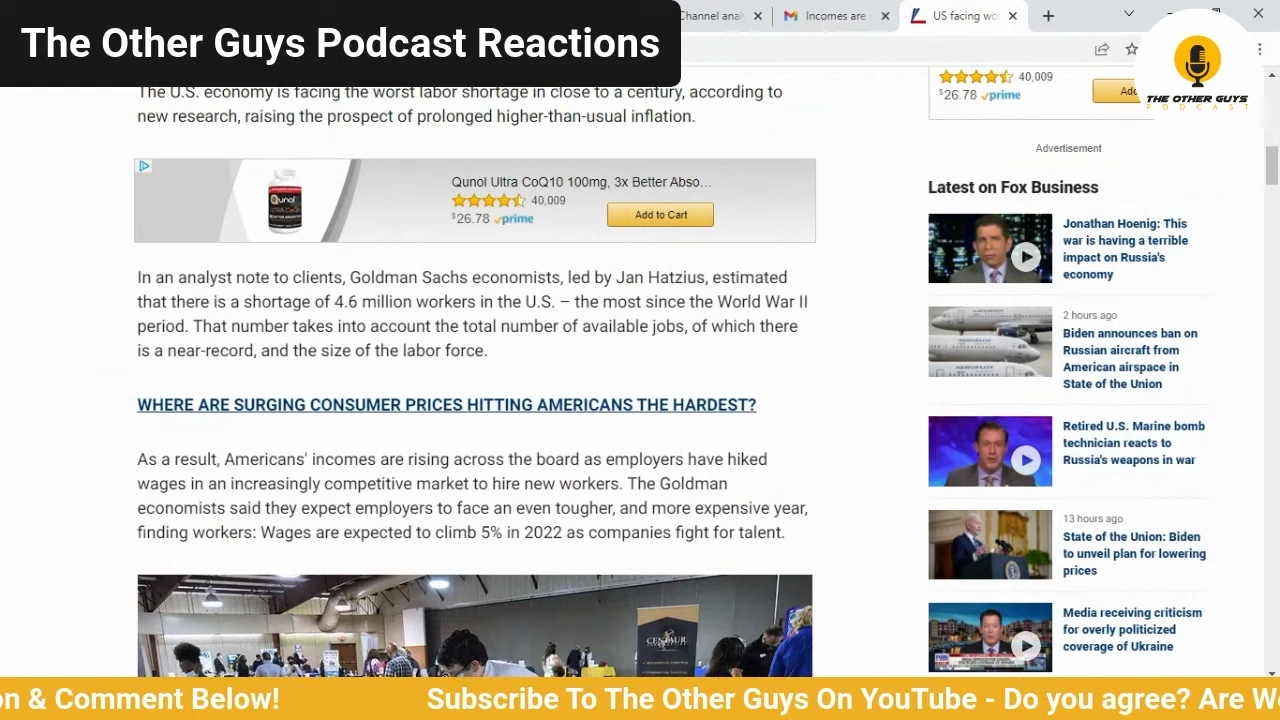 The Other Guys Podcast Reactions
Channel analy
Incomes are
US facing wor
The U.S. economy is facing the worst labor shortage in close to a century, according to
new research, raising the prospect of prolonged higher-than-usual inflation.
Qunol Ultra CoQ10 100mg, 3x Better Abso...
40,009
$26.78 prime
Add to Cart
Qunol
In an analyst note to clients, Goldman Sachs economists, led by Jan Hatzius, estimated
that there is a shortage of 4.6 million workers in the U.S. – the most since the World War II
period. That number takes into account the total number of available jobs, of which there
is a near-record, and the size of the labor force.
WHERE ARE SURGING CONSUMER PRICES HITTING AMERICANS THE HARDEST?
As a result, Americans' incomes are rising across the board as employers have hiked
wages in an increasingly competitive market to hire new workers. The Goldman
economists said they expect employers to face an even tougher, and more expensive year,
finding workers: Wages are expected to climb 5% in 2022 as companies fight for talent.
CENTAUR
40,009
$26.78 prime
Add
THE OTHER GUYS
PODCAST
Advertisement
Latest on Fox Business
Jonathan Hoenig: This
war is having a terrible
impact on Russia's
economy
2 hours ago
Biden announces ban on
Russian aircraft from
American airspace in
State of the Union
Retired U.S. Marine bomb
technician reacts to
Russia's weapons in war
13 hours ago
State of the Union: Biden
to unveil plan for lowering
prices
Media receiving criticism
for overly politicized
coverage of Ukraine
on & Comment Below!
Subscribe To The Other Guys On YouTube - Do you agree? Are We